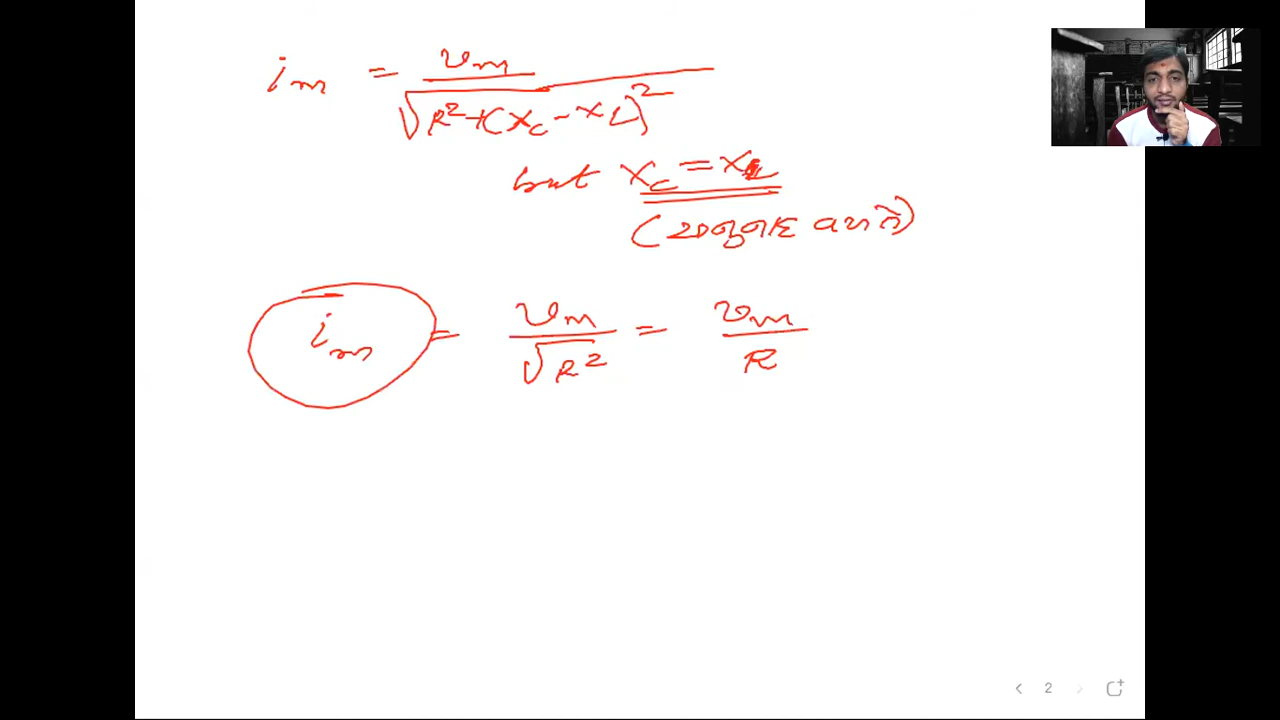 im = vm / √(R² + (Xc − XL)²)
but Xc = XL
(અનુનાદ વખતે)
im = vm / √R² = vm / R
2